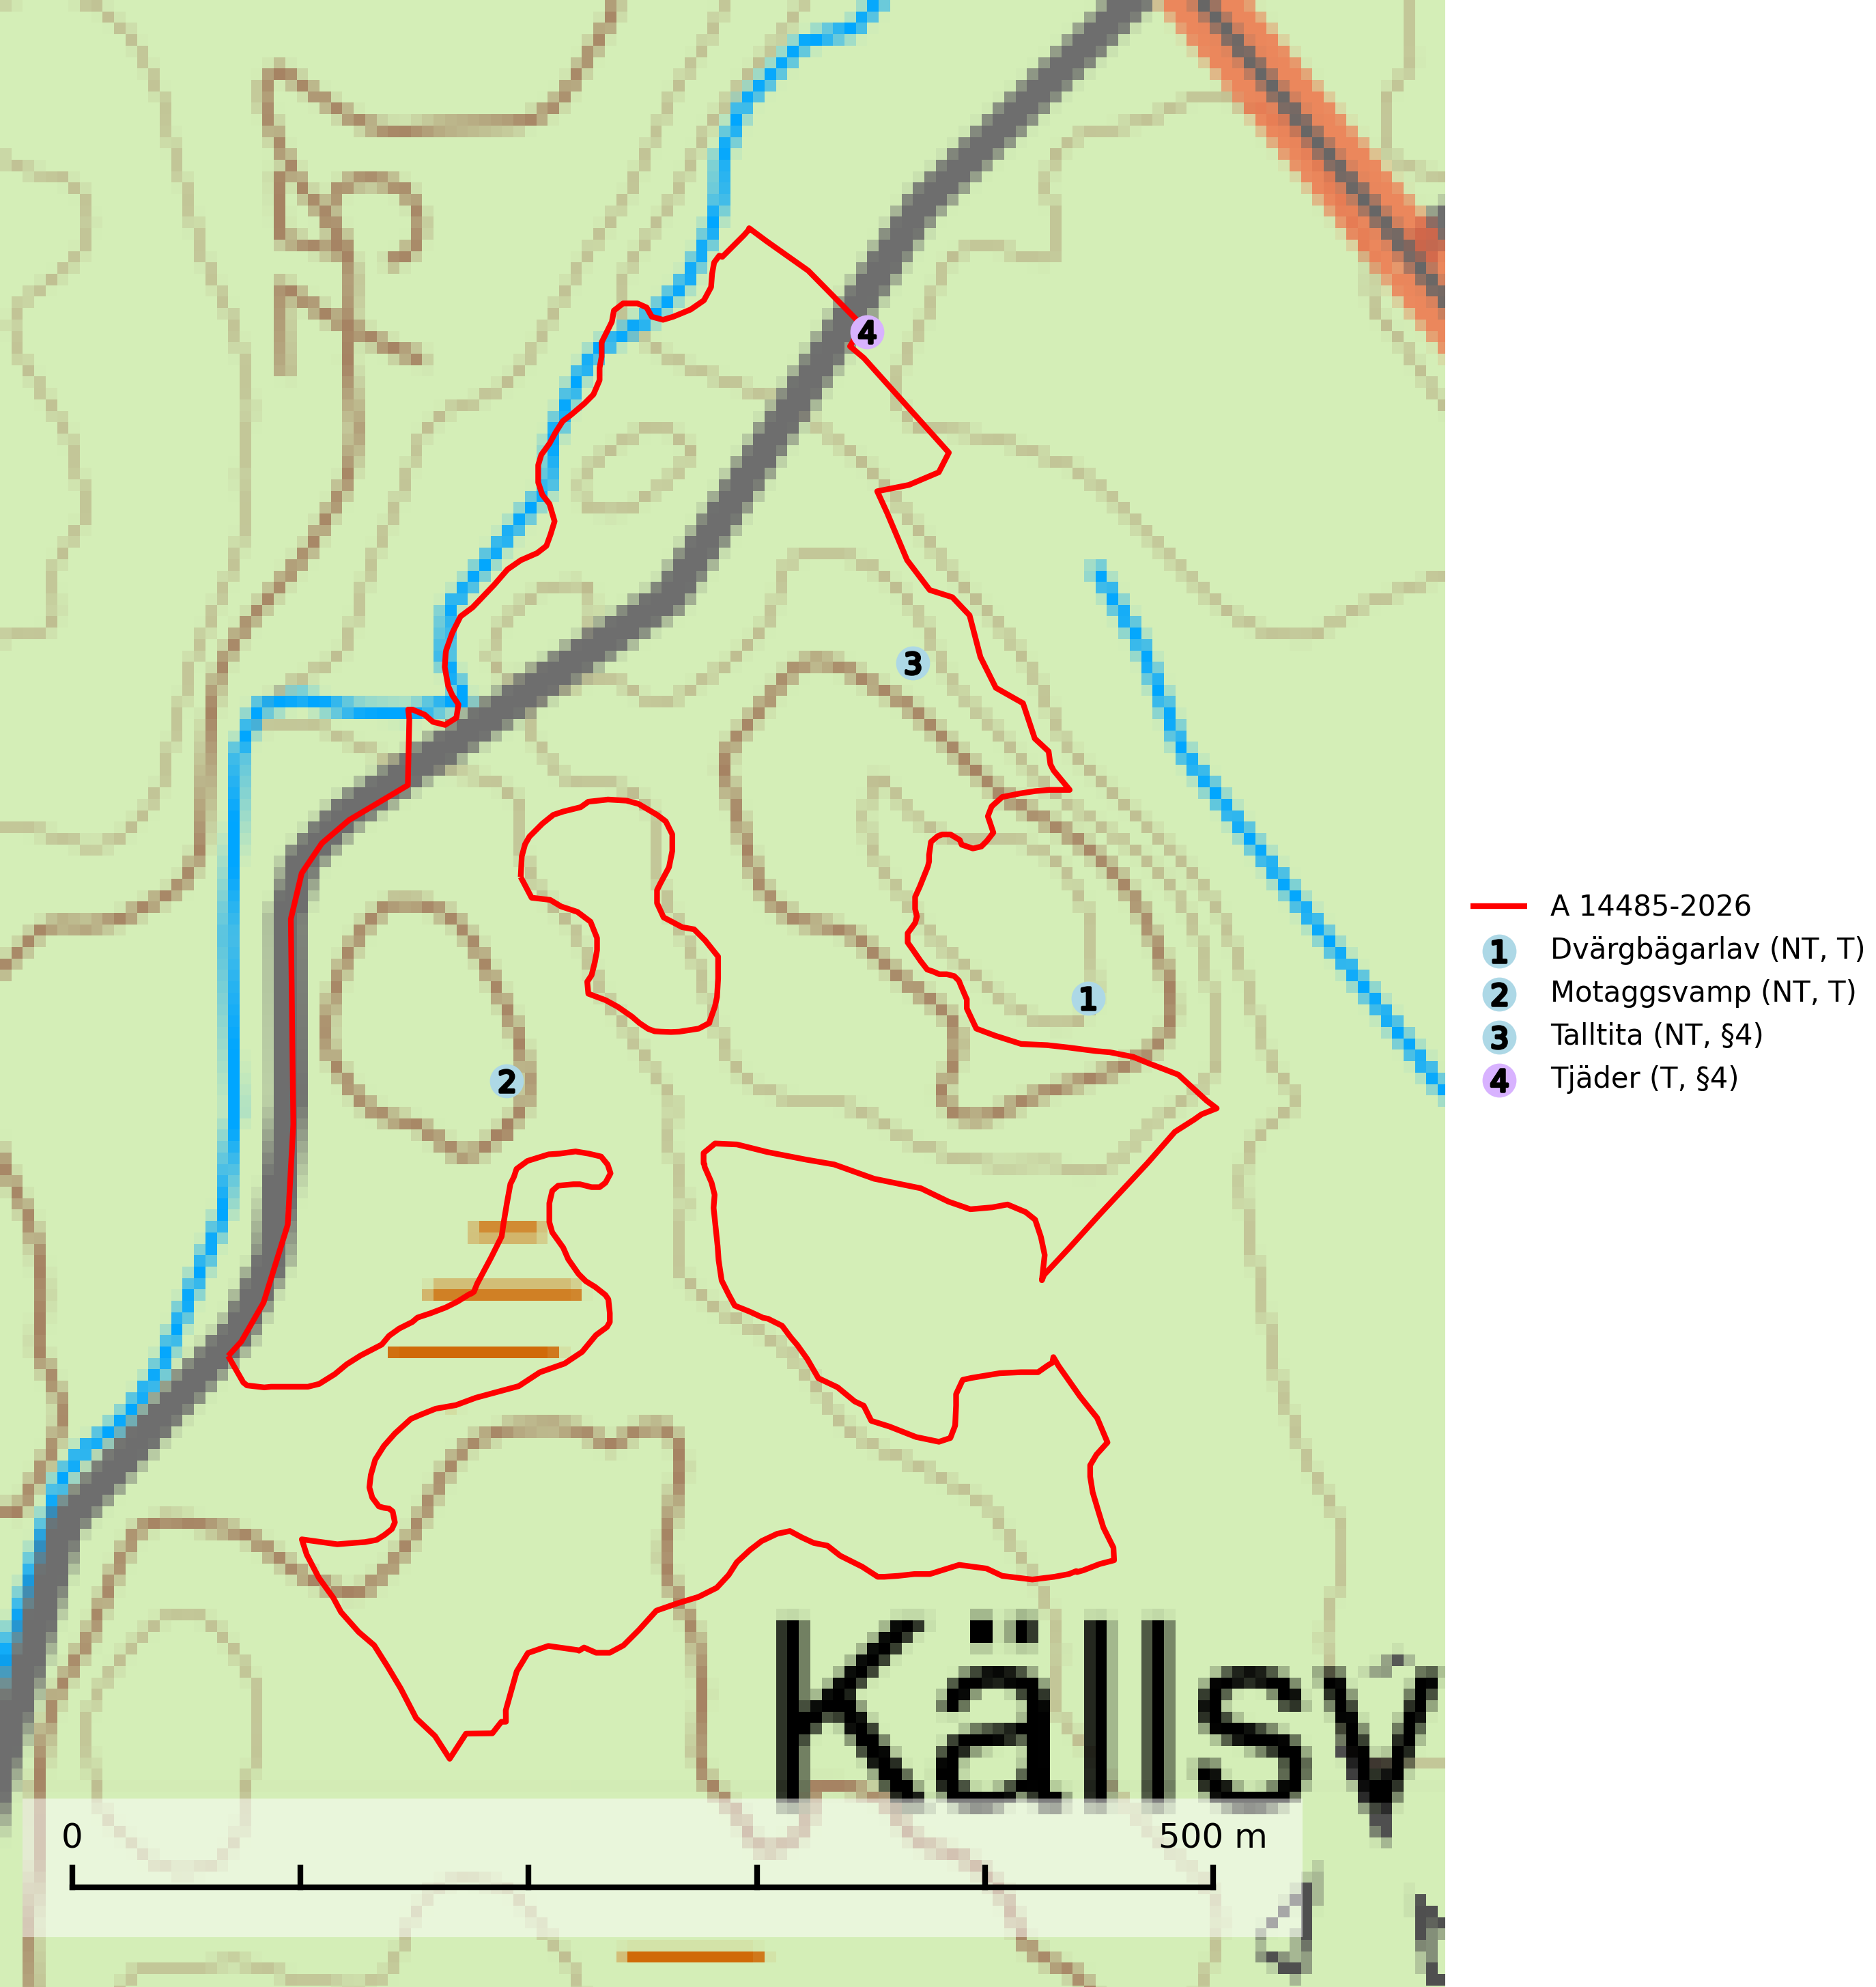 4
3
1
2
A 14485-2026
1 Dvärgbägarlav (NT, T)
2 Motaggsvamp (NT, T)
3 Talltita (NT, §4)
4 Tjäder (T, §4)
Källsv
0 500 m